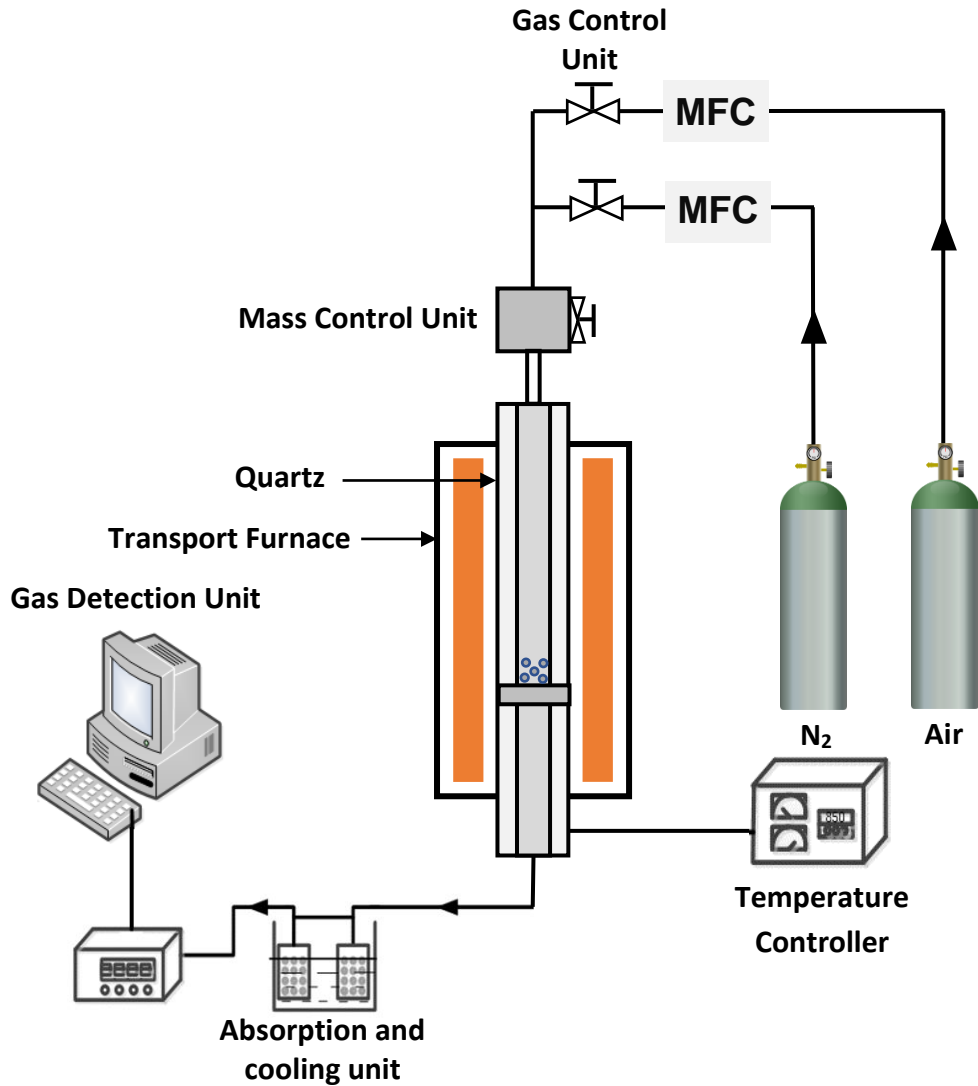 Gas Control
Unit
MFC
MFC
Mass Control Unit
Quartz
Transport Furnace
Gas Detection Unit
N₂
Air
850
Temperature
Controller
Absorption and
cooling unit